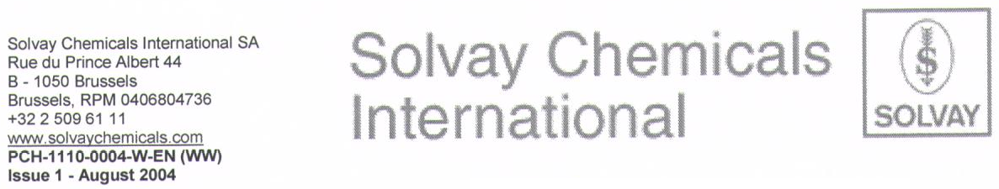 Solvay Chemicals International SA
Rue du Prince Albert 44
B - 1050 Brussels
Brussels, RPM 0406804736
+32 2 509 61 11
www.solvaychemicals.com
PCH-1110-0004-W-EN (WW)
Issue 1 - August 2004
Solvay Chemicals
International
S
SOLVAY